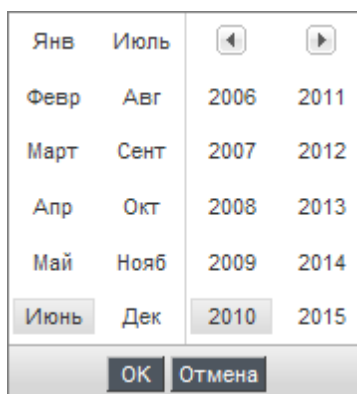 Янв Июль
Февр Авг 2006 2011
Март Сент 2007 2012
Апр Окт 2008 2013
Май Нояб 2009 2014
Июнь Дек 2010 2015
OK Отмена